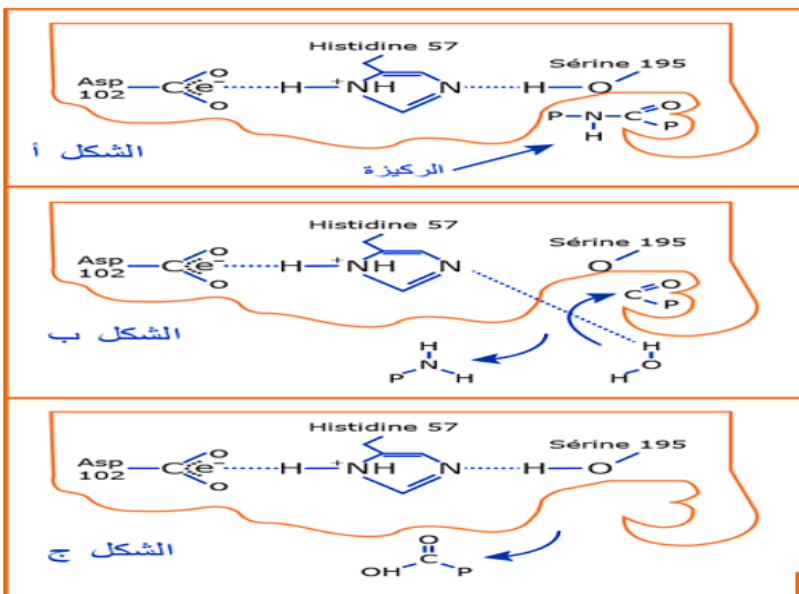 Histidine 57
Sérine 195
Asp
102
C
O
e-
O
H
+
NH
N
H
O
P
N
H
C
O
P
الشكل أ
الركيزة
Histidine 57
Sérine 195
Asp
102
C
O
e-
O
H
+
NH
N
O
C
O
P
الشكل ب
H
P
N
H
H
O
H
Histidine 57
Sérine 195
Asp
102
C
O
e-
O
H
+
NH
N
H
O
الشكل ج
O
OH
C
P